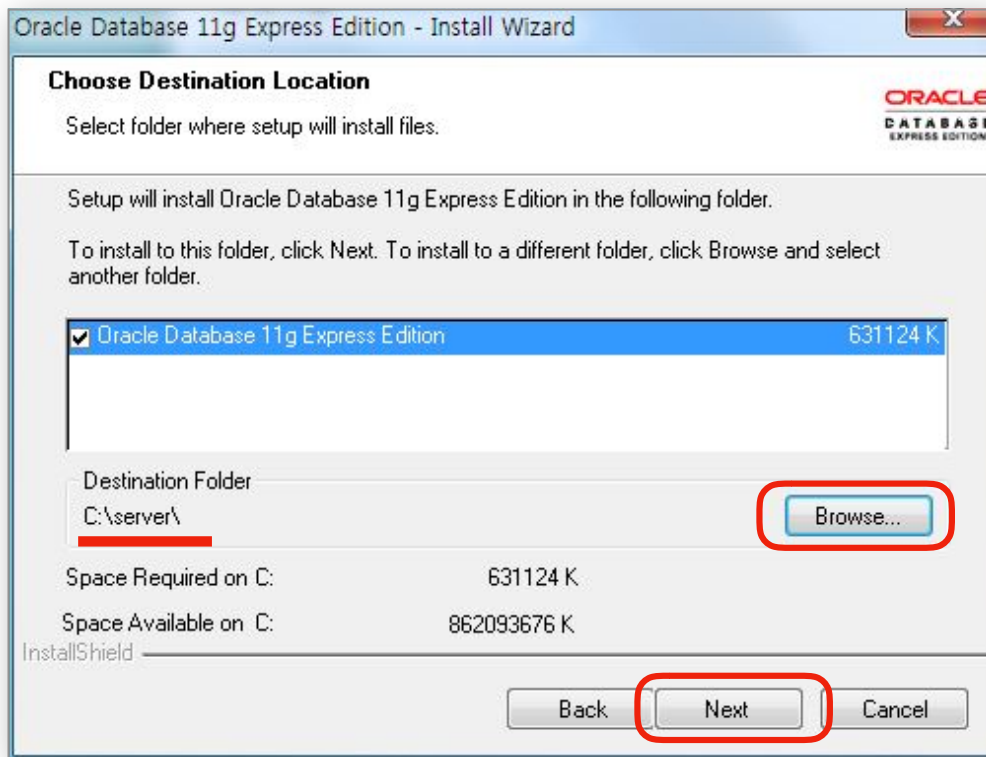 Oracle Database 11g Express Edition - Install Wizard
Choose Destination Location
Select folder where setup will install files.
ORACLE
DATABASE
EXPRESS EDITION
Setup will install Oracle Database 11g Express Edition in the following folder.
To install to this folder, click Next. To install to a different folder, click Browse and select
another folder.
Oracle Database 11g Express Edition 631124 K
Destination Folder
C:\server\
Browse...
Space Required on C: 631124 K
Space Available on C: 862093676 K
InstallShield
Back Next Cancel